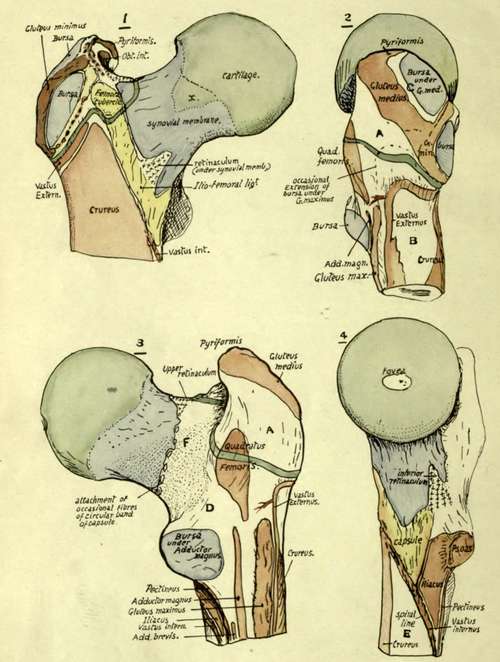 1
Gluteus minimus
Bursa
Pyriformis.
Obt. int.
Bursa
Femoral
tubercle
cartilage.
x
synovial membrane.
retinaculum
(under synovial memb.)
Ilio-femoral ligt
Vastus
Extern.
Crureus
Vastus int.
2
Pyriformis
Bursa
under
G. med.
Gluteus
medius.
A
G.
min.
Bursa
Quad.
femoris.
occasional
Extension of
bursa under
G. maximus
Bursa
Vastus
Externus
B
Add. magn.
Gluteus max.
Crureus
3
Pyriformis
Upper
retinaculum
Gluteus
medius
A
F
Quadratus
Femoris.
attachment of
occasional fibres
of circular band
of capsule.
D
Vastus
Externus.
Bursa
under
Adductor
magnus.
Crureus.
Pectineus
Adductor magnus
Gluteus maximus
Iliacus
Vastus intern.
Add. brevis.
4
Fovea
inferior
retinaculum
capsule
Psoas
Iliacus
Pectineus
Vastus
internus
spiral
line
E
Crureus